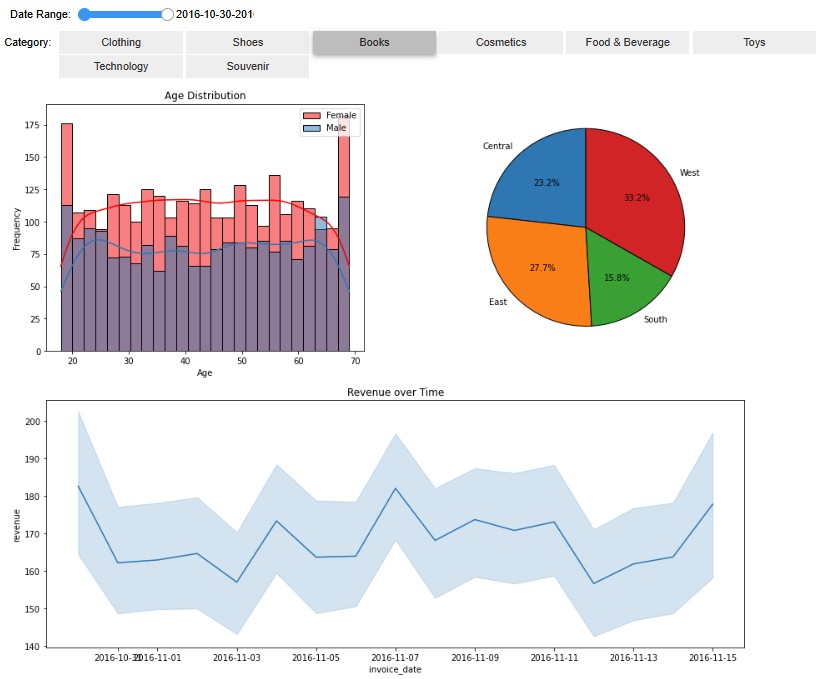 Date Range: 2016-10-30-201
Category: Clothing Shoes Books Cosmetics Food & Beverage Toys
Technology Souvenir
Age Distribution
Female
Male
Frequency
175
150
125
100
75
50
25
0
20 30 40 50 60 70
Age
Central
23.2%
West
33.2%
27.7%
15.8%
East
South
Revenue over Time
revenue
200
190
180
170
160
150
140
2016-11-01 2016-11-03 2016-11-05 2016-11-07 2016-11-09 2016-11-11 2016-11-13 2016-11-15
invoice_date